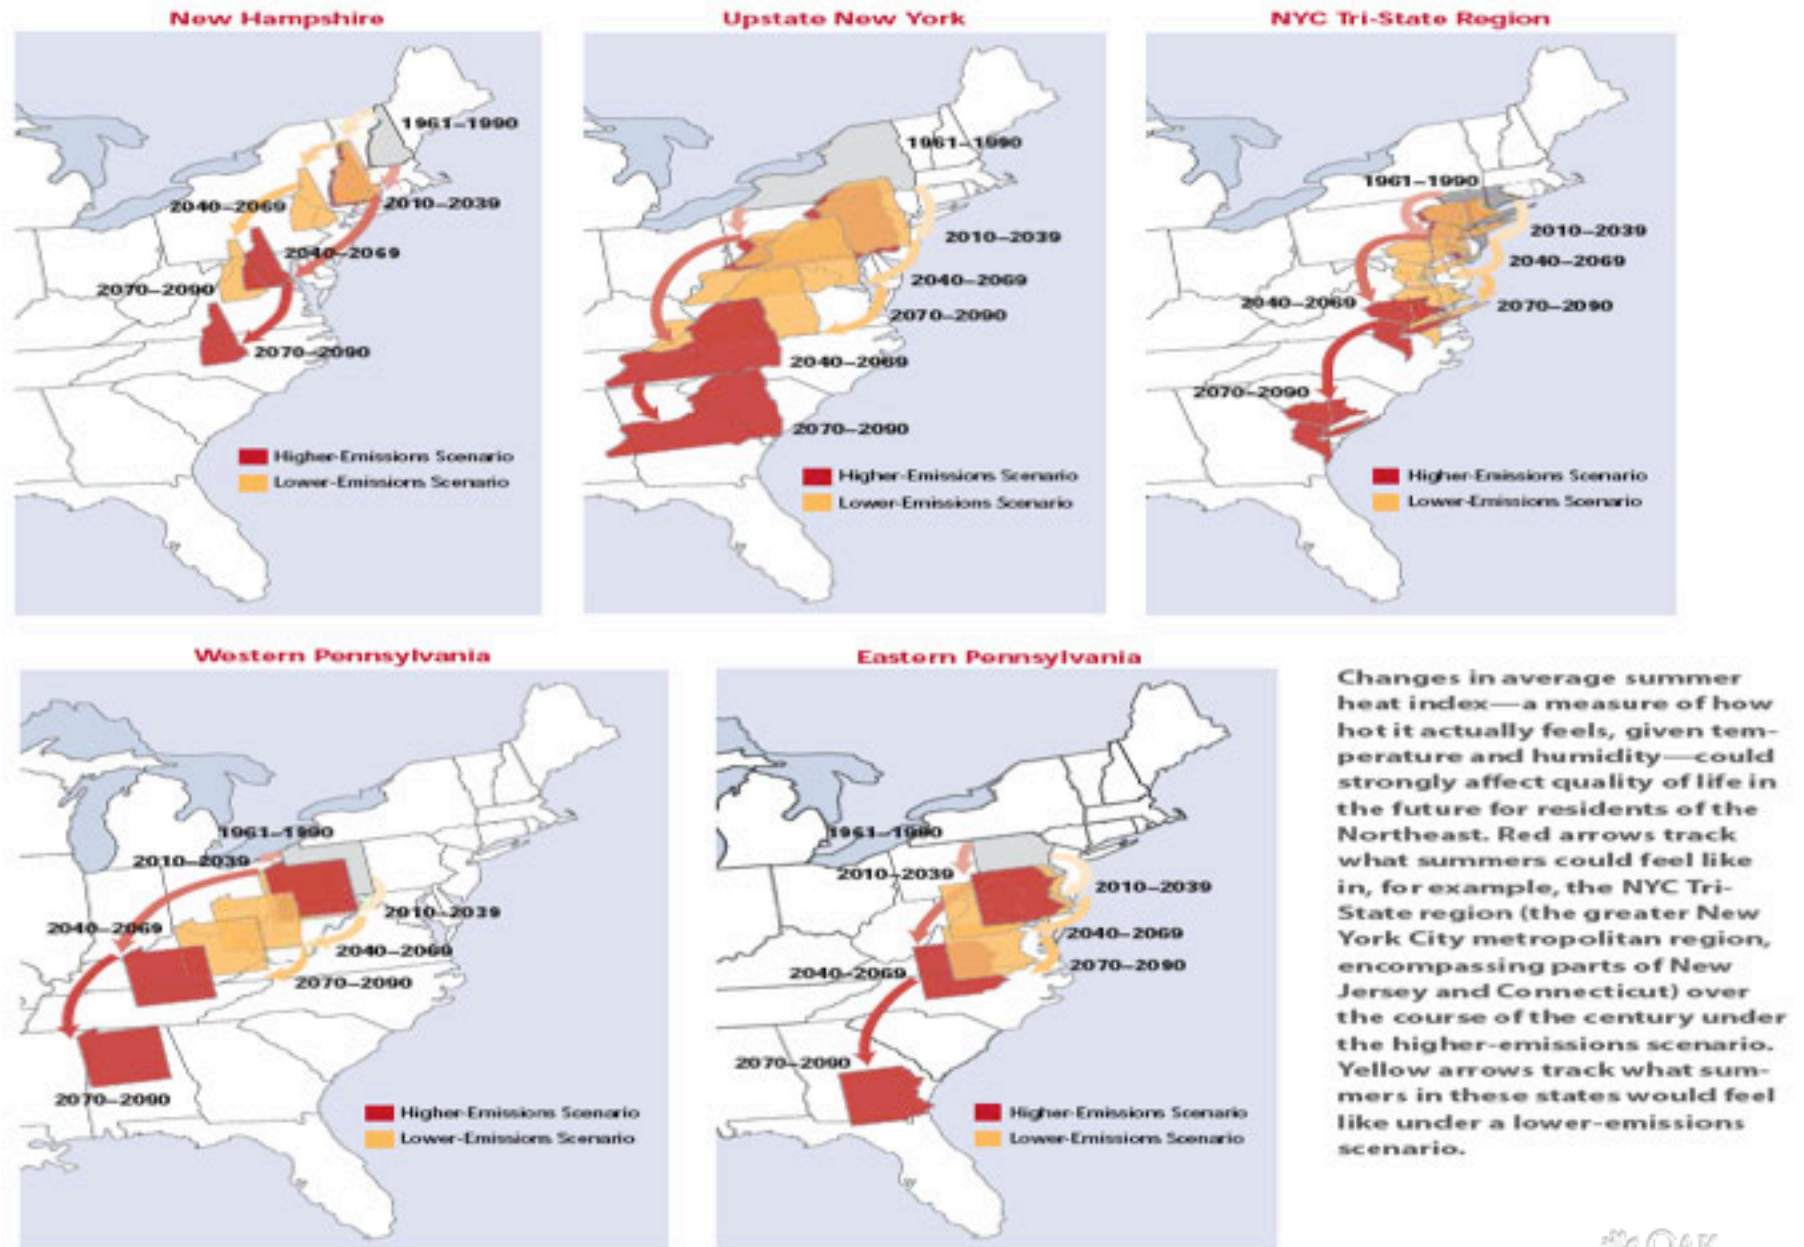 New Hampshire
1961–1990
2040–2069
2010–2039
2040–2069
2070–2090
2070–2090
Higher-Emissions Scenario
Lower-Emissions Scenario
Upstate New York
1961–1990
2010–2039
2040–2069
2070–2090
2040–2069
2070–2090
Higher-Emissions Scenario
Lower-Emissions Scenario
NYC Tri-State Region
1961–1990
2010–2039
2040–2069
2040–2069
2070–2090
2070–2090
Higher-Emissions Scenario
Lower-Emissions Scenario
Western Pennsylvania
1961–1990
2010–2039
2010–2039
2040–2069
2040–2069
2070–2090
2070–2090
Higher-Emissions Scenario
Lower-Emissions Scenario
Eastern Pennsylvania
1961–1990
2010–2039
2010–2039
2040–2069
2070–2090
2040–2069
2070–2090
Higher-Emissions Scenario
Lower-Emissions Scenario
Changes in average summer
heat index—a measure of how
hot it actually feels, given tem-
perature and humidity—could
strongly affect quality of life in
the future for residents of the
Northeast. Red arrows track
what summers could feel like
in, for example, the NYC Tri-
State region (the greater New
York City metropolitan region,
encompassing parts of New
Jersey and Connecticut) over
the course of the century under
the higher-emissions scenario.
Yellow arrows track what sum-
mers in these states would feel
like under a lower-emissions
scenario.
OAK